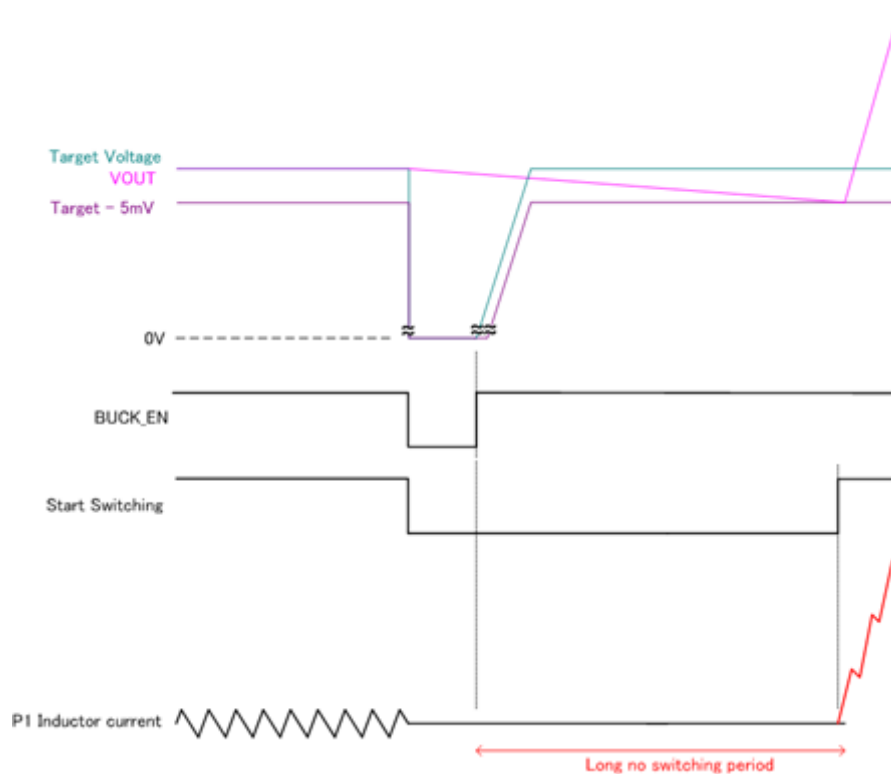 Target Voltage
VOUT
Target - 5mV
0V
BUCK_EN
Start Switching
P1 Inductor current
Long no switching period